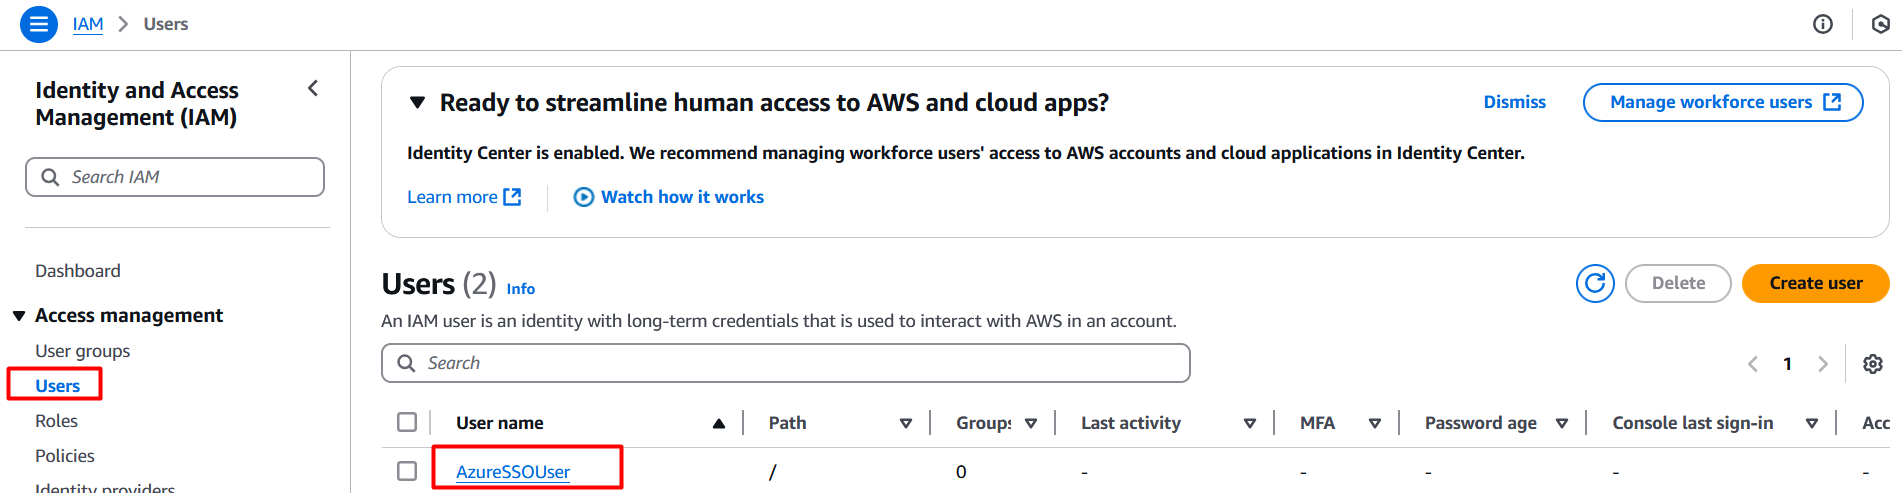 IAM > Users
Identity and Access
Management (IAM)
Search IAM
Dashboard
Access management
User groups
Users
Roles
Policies
Identity providers
Ready to streamline human access to AWS and cloud apps?
Dismiss
Manage workforce users
Identity Center is enabled. We recommend managing workforce users' access to AWS accounts and cloud applications in Identity Center.
Learn more
Watch how it works
Users (2) Info
Delete
Create user
An IAM user is an identity with long-term credentials that is used to interact with AWS in an account.
Search
< 1 >
User name Path Groups Last activity MFA Password age Console last sign-in Acc
AzureSSOUser / 0 - - - - -